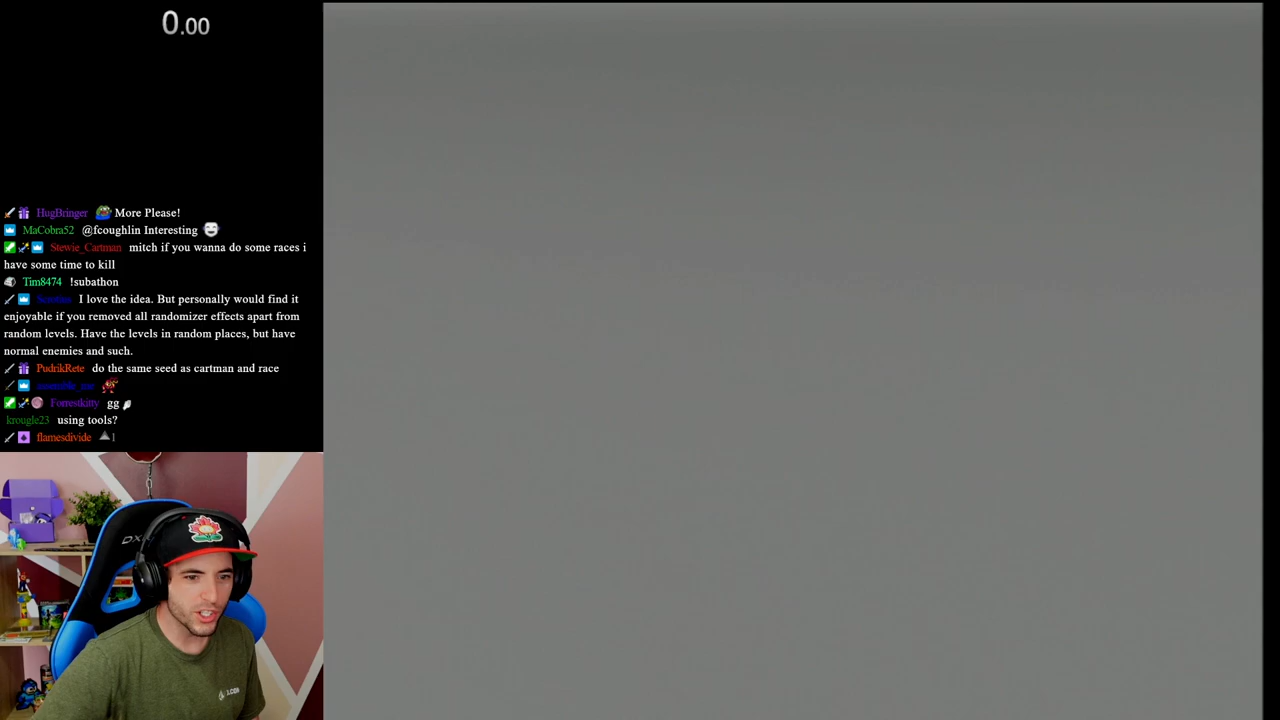 0.00
HugBringer More Please!
MaCobra52 @fcoughlin Interesting
Stewie_Cartman mitch if you wanna do some races i
have some time to kill
Tim8474 !subathon
I love the idea. But personally would find it
enjoyable if you removed all randomizer effects apart from
random levels. Have the levels in random places, but have
normal enemies and such.
PudrikRete do the same seed as cartman and race
Forrestkitty gg
krougle23 using tools?
flamesdivide 1